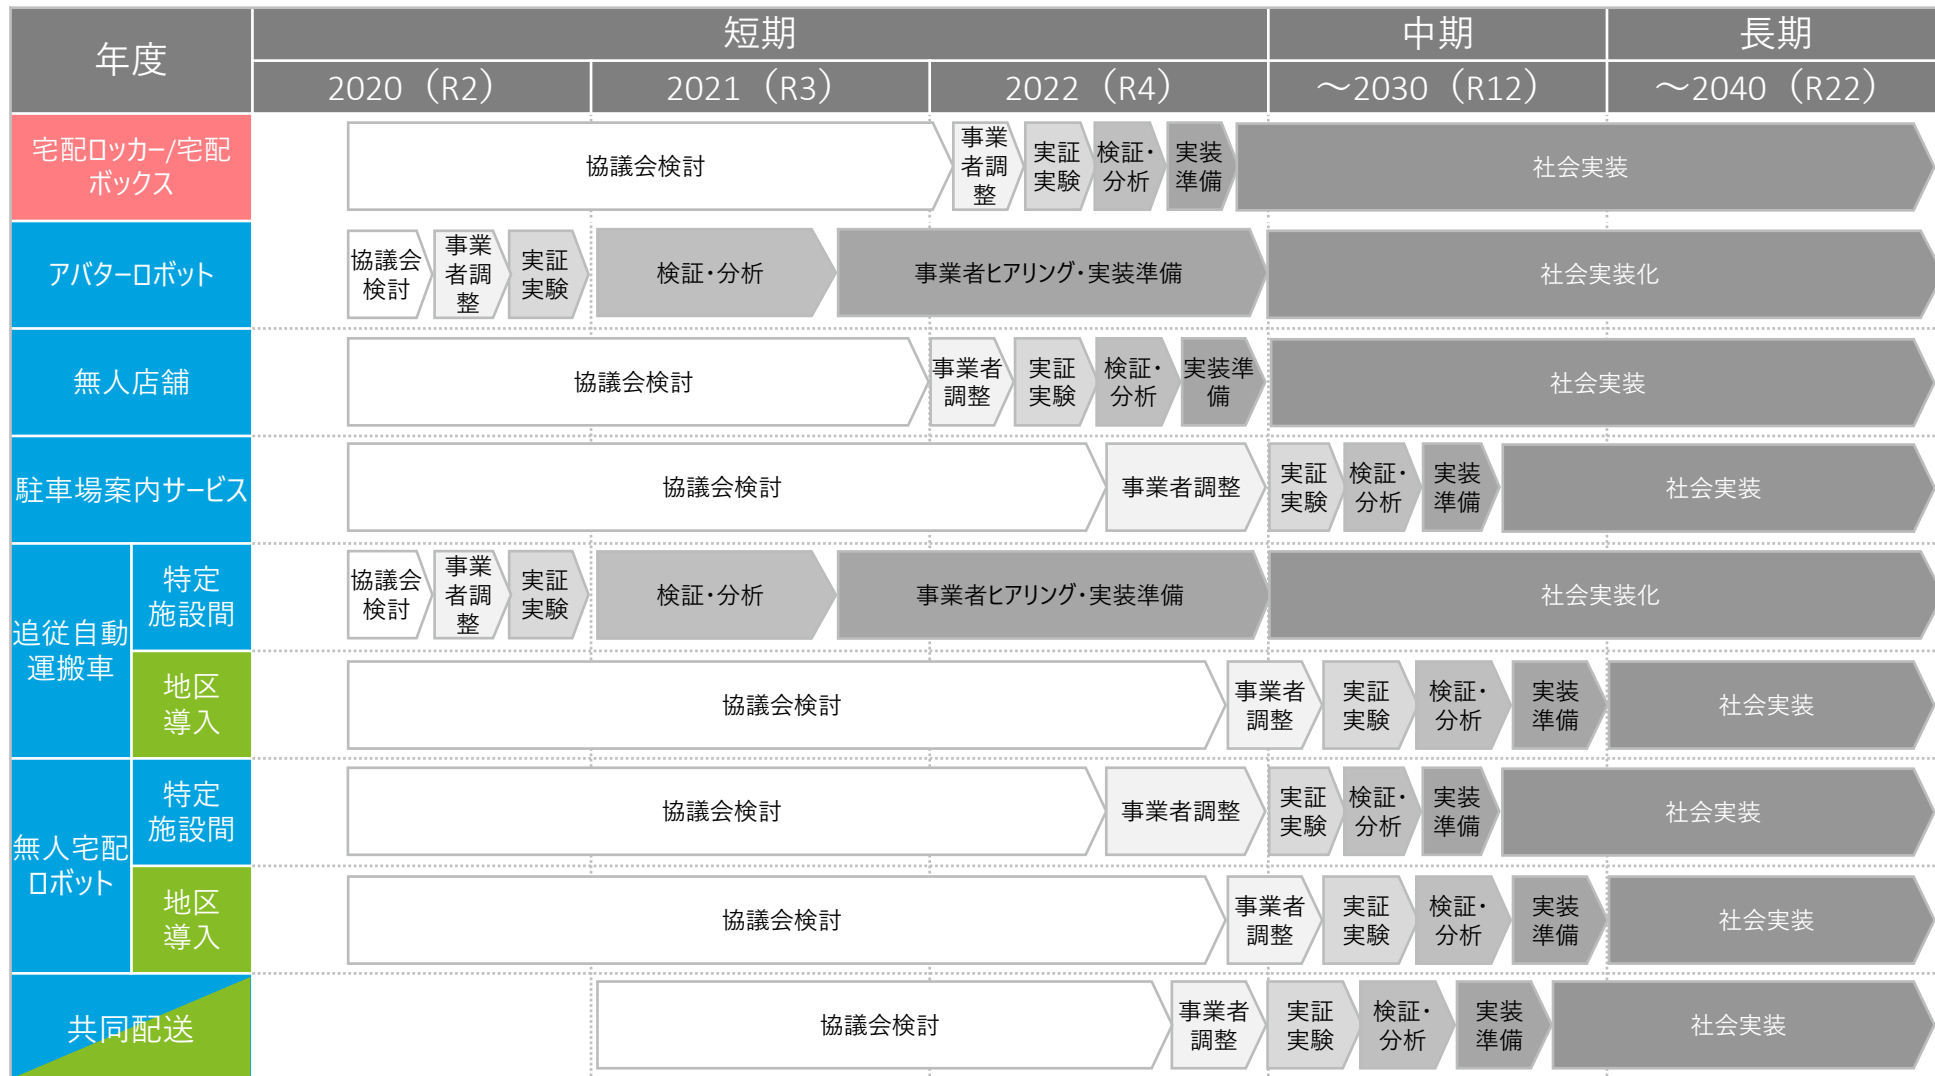 年度
短期
中期
長期
2020（R2）
2021（R3）
2022（R4）
～2030（R12）
～2040（R22）
宅配ロッカー/宅配
ボックス
協議会検討
事業
者調
整
実証
実験
検証・
分析
実装
準備
社会実装
アバターロボット
協議会
検討
事業
者調
整
実証
実験
検証・分析
事業者ヒアリング・実装準備
社会実装化
無人店舗
協議会検討
事業者
調整
実証
実験
検証・
分析
実装準
備
社会実装
駐車場案内サービス
協議会検討
事業者調整
実証
実験
検証・
分析
実装
準備
社会実装
追従自動
運搬車
特定
施設間
協議会
検討
事業
者調
整
実証
実験
検証・分析
事業者ヒアリング・実装準備
社会実装化
地区
導入
協議会検討
事業者
調整
実証
実験
検証・
分析
実装
準備
社会実装
無人宅配
ロボット
特定
施設間
協議会検討
事業者調整
実証
実験
検証・
分析
実装
準備
社会実装
地区
導入
協議会検討
事業者
調整
実証
実験
検証・
分析
実装
準備
社会実装
共同配送
協議会検討
事業者
調整
実証
実験
検証・
分析
実装
準備
社会実装